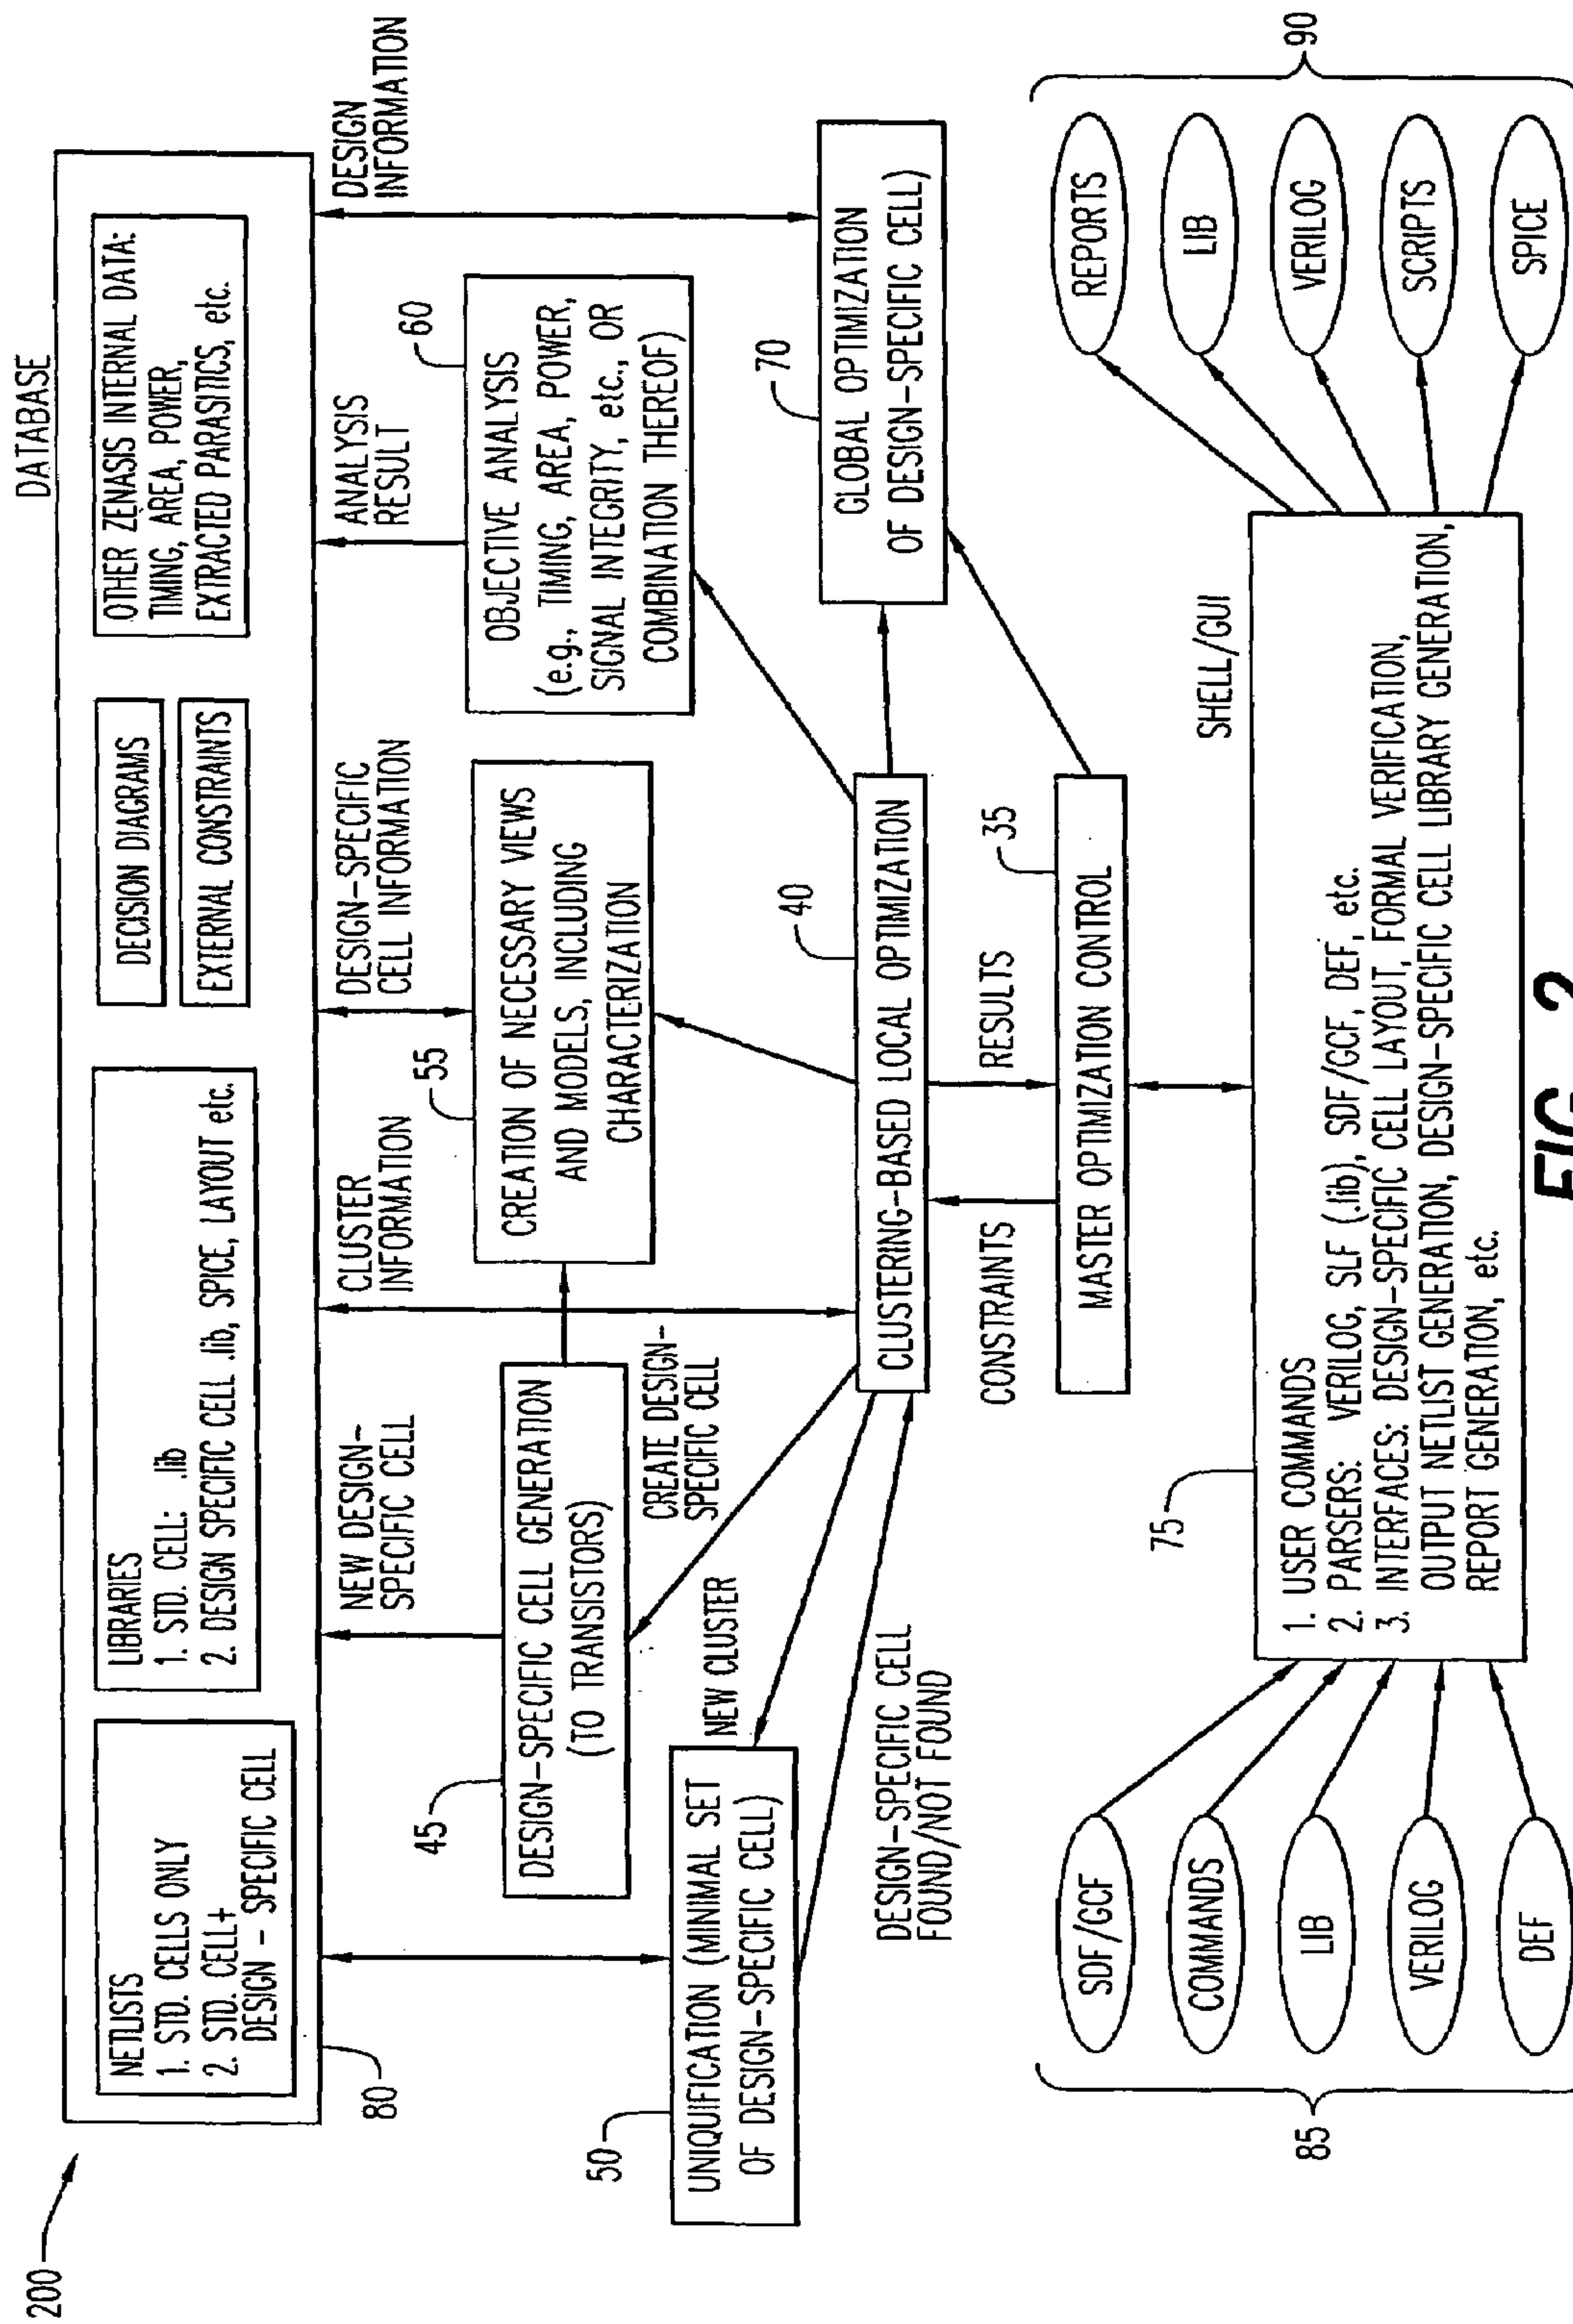 200
DATABASE
NETLISTS
1. STD. CELLS ONLY
2. STD. CELL+
DESIGN - SPECIFIC CELL
LIBRARIES
1. STD. CELL: .lib
2. DESIGN SPECIFIC CELL .lib, SPICE, LAYOUT etc.
DECISION DIAGRAMS
EXTERNAL CONSTRAINTS
OTHER ZENASIS INTERNAL DATA:
TIMING, AREA, POWER,
EXTRACTED PARASITICS, etc.
80
NEW DESIGN-
SPECIFIC CELL
CLUSTER
INFORMATION
DESIGN-SPECIFIC
CELL INFORMATION
ANALYSIS
RESULT
DESIGN
INFORMATION
45
DESIGN-SPECIFIC CELL GENERATION
(TO TRANSISTORS)
55
CREATION OF NECESSARY VIEWS
AND MODELS, INCLUDING
CHARACTERIZATION
60
OBJECTIVE ANALYSIS
(e.g., TIMING, AREA, POWER,
SIGNAL INTEGRITY, etc., OR
COMBINATION THEREOF)
50
UNIQUIFICATION (MINIMAL SET
OF DESIGN-SPECIFIC CELL)
NEW CLUSTER
CREATE DESIGN-
SPECIFIC CELL
DESIGN-SPECIFIC CELL
FOUND/NOT FOUND
40
CLUSTERING-BASED LOCAL OPTIMIZATION
70
GLOBAL OPTIMIZATION
OF DESIGN-SPECIFIC CELL)
CONSTRAINTS
RESULTS
35
MASTER OPTIMIZATION CONTROL
SHELL/GUI
75
1. USER COMMANDS
2. PARSERS: VERILOG, SLF (.lib), SDF/GCF, DEF, etc.
3. INTERFACES: DESIGN-SPECIFIC CELL LAYOUT, FORMAL VERIFICATION,
OUTPUT NETLIST GENERATION, DESIGN-SPECIFIC CELL LIBRARY GENERATION,
REPORT GENERATION, etc.
85
SDF/GCF
COMMANDS
LIB
VERILOG
DEF
90
REPORTS
LIB
VERILOG
SCRIPTS
SPICE